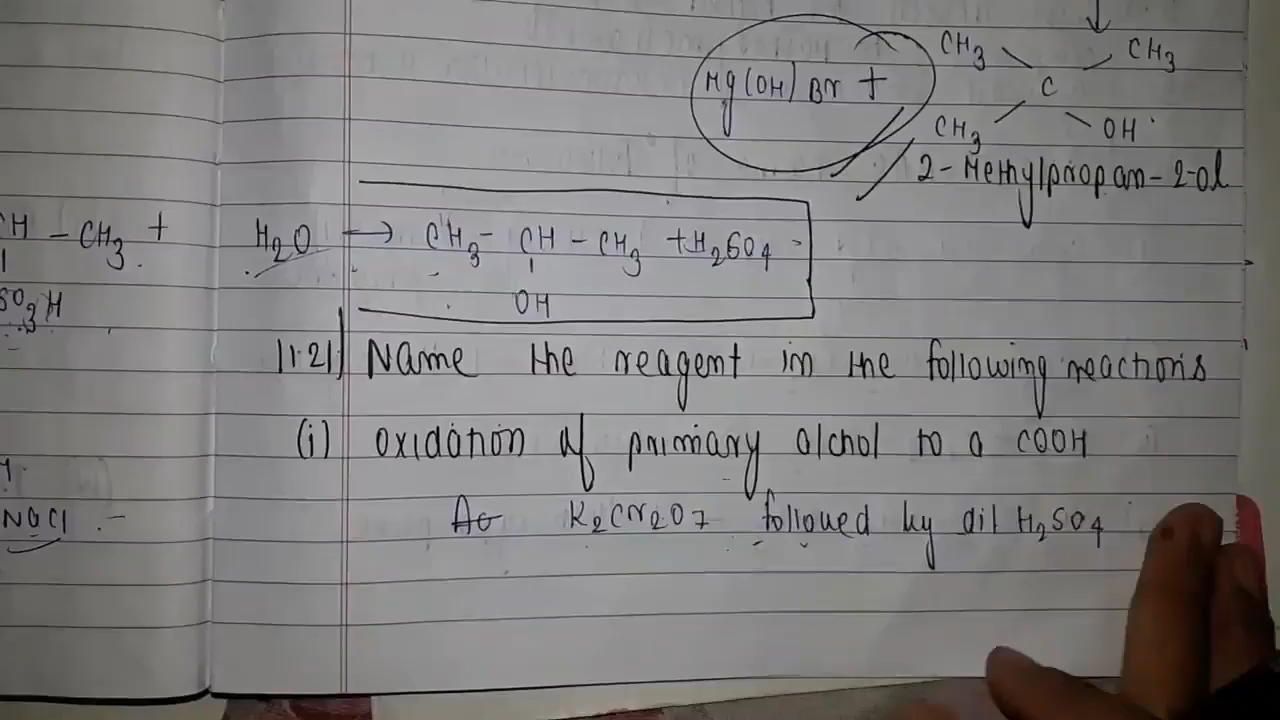 CH3 CH3
Mg(OH) Br + C
CH3 OH
2-Methylpropan-2-ol
CH - CH3 + H2O → CH3 - CH - CH3 + H2SO4
SO3H OH
11.21) Name the reagent in the following reactions
(i) oxidation of primary alchol to a COOH
K2Cr2O7 followed by dil H2SO4
NaCl